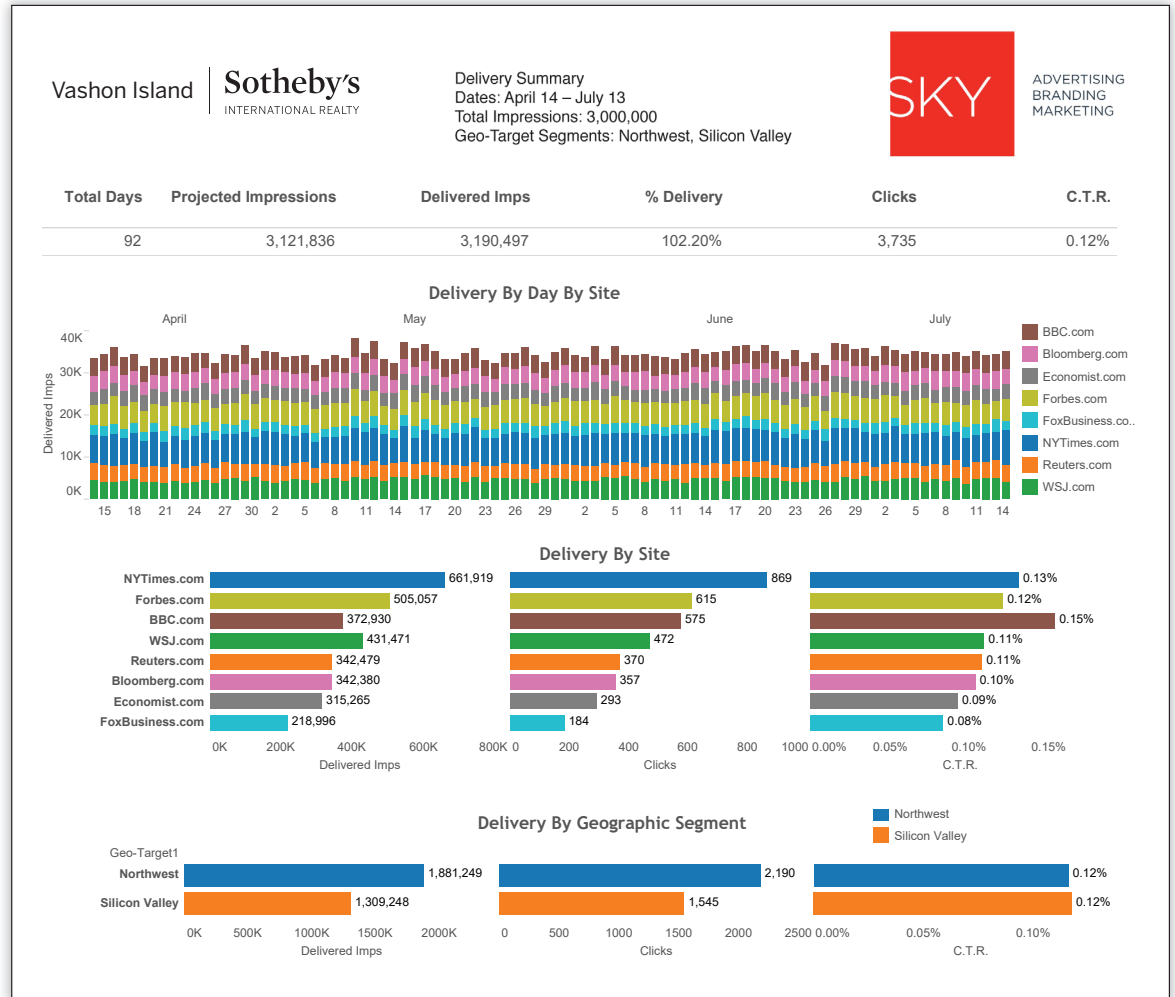 Vashon Island
Sotheby's
INTERNATIONAL REALTY
Delivery Summary
Dates: April 14 – July 13
Total Impressions: 3,000,000
Geo-Target Segments: Northwest, Silicon Valley
SKY
ADVERTISING
BRANDING
MARKETING
Total Days Projected Impressions Delivered Imps % Delivery Clicks C.T.R.
92 3,121,836 3,190,497 102.20% 3,735 0.12%
Delivery By Day By Site
April May June July
40K
30K
20K
10K
0K
Delivered Imps
15 18 21 24 27 30 2 5 8 11 14 17 20 23 26 29 2 5 8 11 14 17 20 23 26 29 2 5 8 11 14
BBC.com
Bloomberg.com
Economist.com
Forbes.com
FoxBusiness.co..
NYTimes.com
Reuters.com
WSJ.com
Delivery By Site
NYTimes.com 661,919 869 0.13%
Forbes.com 505,057 615 0.12%
BBC.com 372,930 575 0.15%
WSJ.com 431,471 472 0.11%
Reuters.com 342,479 370 0.11%
Bloomberg.com 342,380 357 0.10%
Economist.com 315,265 293 0.09%
FoxBusiness.com 218,996 184 0.08%
0K 200K 400K 600K 800K 0 200 400 600 800 1000 0.00% 0.05% 0.10% 0.15%
Delivered Imps Clicks C.T.R.
Delivery By Geographic Segment
Northwest
Silicon Valley
Geo-Target1
Northwest 1,881,249 2,190 0.12%
Silicon Valley 1,309,248 1,545 0.12%
0K 500K 1000K 1500K 2000K 0 500 1000 1500 2000 2500 0.00% 0.05% 0.10%
Delivered Imps Clicks C.T.R.